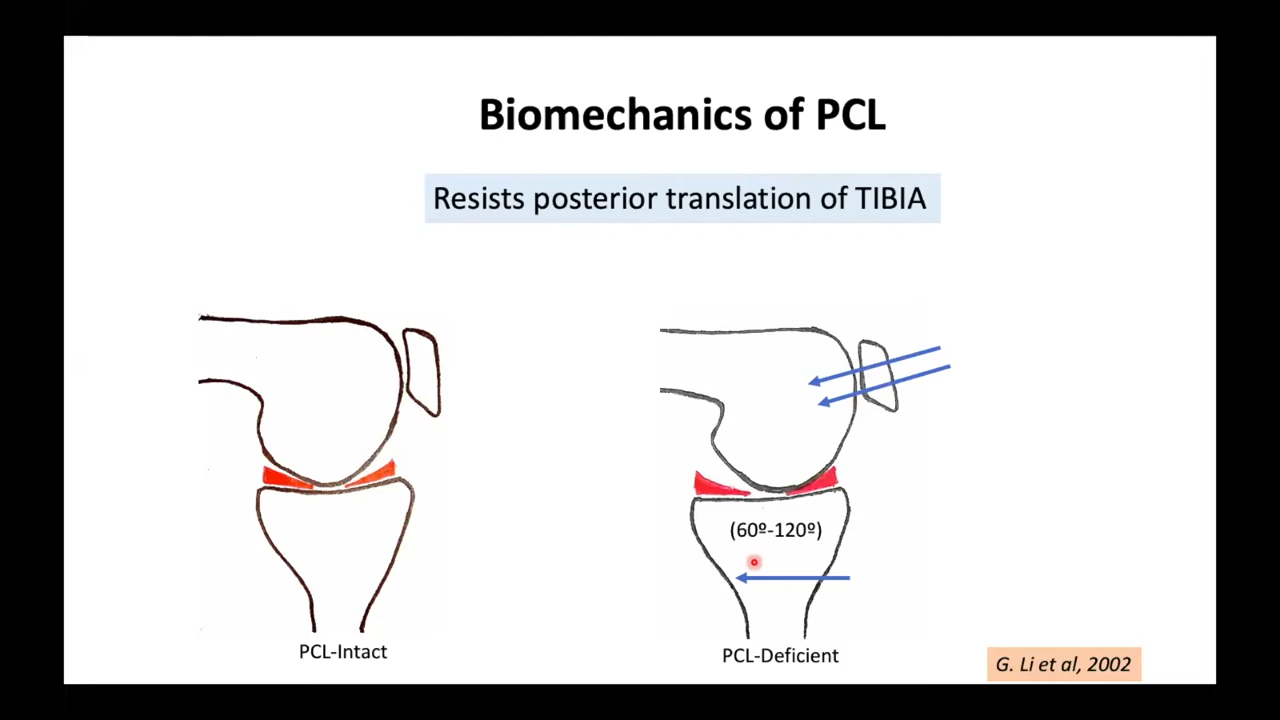 Biomechanics of PCL
Resists posterior translation of TIBIA
(60º-120º)
PCL-Intact
PCL-Deficient
G. Li et al, 2002